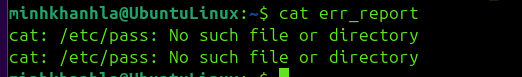 minhkhanhla@UbuntuLinux:~$ cat err_report
cat: /etc/pass: No such file or directory
cat: /etc/pass: No such file or directory